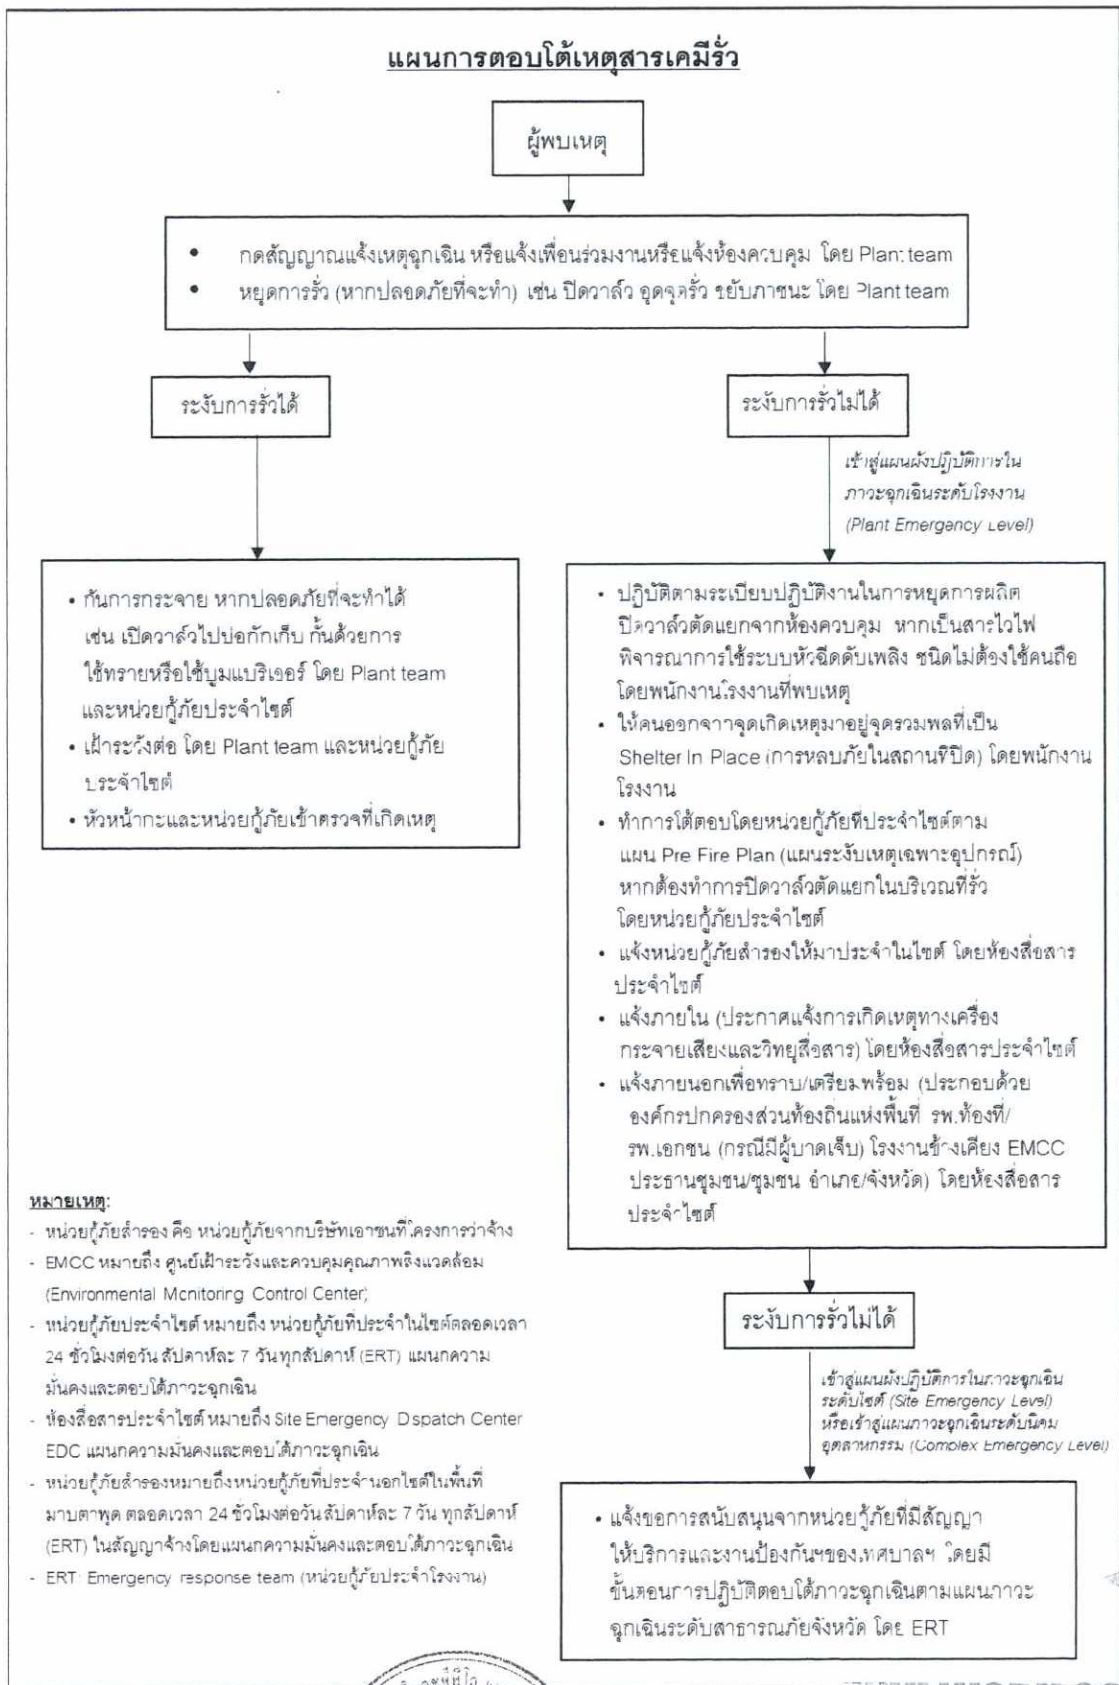 แผนการตอบโต้เหตุสารเคมีรั่ว
ผู้พบเหตุ
• กดสัญญาณแจ้งเหตุฉุกเฉิน หรือแจ้งเพื่อนร่วมงานหรือแจ้งห้องควบคุม โดย Plant team
• หยุดการรั่ว (หากปลอดภัยที่จะทำ) เช่น ปิดวาล์ว อุดจุดรั่ว ขยับภาชนะ โดย Plant team
ระงับการรั่วได้
• กันการกระจาย หากปลอดภัยที่จะทำได้
เช่น เปิดวาล์วไปบ่อกักเก็บ กั้นด้วยการ
ใช้ทรายหรือใช้บูมแบริเออร์ โดย Plant team
และหน่วยกู้ภัยประจำไซต์
• เฝ้าระวังต่อ โดย Plant team และหน่วยกู้ภัย
ประจำไซต์
• หัวหน้ากะและหน่วยกู้ภัยเข้าตรวจที่เกิดเหตุ
ระงับการรั่วไม่ได้
เข้าสู่แผนผังปฏิบัติการใน
ภาวะฉุกเฉินระดับโรงงาน
(Plant Emergency Level)
• ปฏิบัติตามระเบียบปฏิบัติงานในการหยุดการผลิต
ปิดวาล์วตัดแยกจากห้องควบคุม หากเป็นสารไวไฟ
พิจารณาการใช้ระบบหัวฉีดดับเพลิง ชนิดไม่ต้องใช้คนถือ
โดยพนักงานโรงงานที่พบเหตุ
• ให้คนออกจากจุดเกิดเหตุมาอยู่จุดรวมพลที่เป็น
Shelter In Place (การหลบภัยในสถานที่ปิด) โดยพนักงาน
โรงงาน
• ทำการโต้ตอบโดยหน่วยกู้ภัยที่ประจำไซต์ตาม
แผน Pre Fire Plan (แผนระงับเหตุเฉพาะอุปกรณ์)
หากต้องทำการปิดวาล์วตัดแยกในบริเวณที่รั่ว
โดยหน่วยกู้ภัยประจำไซต์
• แจ้งหน่วยกู้ภัยสำรองให้มาประจำในไซต์ โดยห้องสื่อสาร
ประจำไซต์
• แจ้งภายใน (ประกาศแจ้งการเกิดเหตุทางเครื่อง
กระจายเสียงและวิทยุสื่อสาร) โดยห้องสื่อสารประจำไซต์
• แจ้งภายนอกเพื่อทราบ/เตรียมพร้อม (ประกอบด้วย
องค์กรปกครองส่วนท้องถิ่นแห่งพื้นที่ รพ.ท้องที่/
รพ.เอกชน (กรณีมีผู้บาดเจ็บ) โรงงานข้างเคียง EMCC
ประธานชุมชน/ชุมชน อำเภอ/จังหวัด) โดยห้องสื่อสาร
ประจำไซต์
ระงับการรั่วไม่ได้
เข้าสู่แผนผังปฏิบัติการในภาวะฉุกเฉิน
ระดับไซต์ (Site Emergency Level)
หรือเข้าสู่แผนภาวะฉุกเฉินระดับนิคม
อุตสาหกรรม (Complex Emergency Level)
• แจ้งขอการสนับสนุนจากหน่วยกู้ภัยที่มีสัญญา
ให้บริการและงานป้องกันฯของเทศบาลฯ โดยมี
ขั้นตอนการปฏิบัติตอบโต้ภาวะฉุกเฉินตามแผนภาวะ
ฉุกเฉินระดับสาธารณภัยจังหวัด โดย ERT
หมายเหตุ:
- หน่วยกู้ภัยสำรอง คือ หน่วยกู้ภัยจากบริษัทเอาชนที่โครงการว่าจ้าง
- EMCC หมายถึง ศูนย์เฝ้าระวังและควบคุมคุณภาพสิ่งแวดล้อม
(Environmental Monitoring Control Center)
- หน่วยกู้ภัยประจำไซต์ หมายถึง หน่วยกู้ภัยที่ประจำในไซต์ตลอดเวลา
24 ชั่วโมงต่อวัน สัปดาห์ละ 7 วัน ทุกสัปดาห์ (ERT) แผนกความ
มั่นคงและตอบโต้ภาวะฉุกเฉิน
- ห้องสื่อสารประจำไซต์ หมายถึง Site Emergency Dispatch Center
EDC แผนกความมั่นคงและตอบโต้ภาวะฉุกเฉิน
- หน่วยกู้ภัยสำรองหมายถึงหน่วยกู้ภัยที่ประจำนอกไซต์ในพื้นที่
มาบตาพุด ตลอดเวลา 24 ชั่วโมงต่อวัน สัปดาห์ละ 7 วัน ทุกสัปดาห์
(ERT) ในสัญญาจ้างโดยแผนกความมั่นคงและตอบโต้ภาวะฉุกเฉิน
- ERT: Emergency response team (หน่วยกู้ภัยประจำโรงงาน)